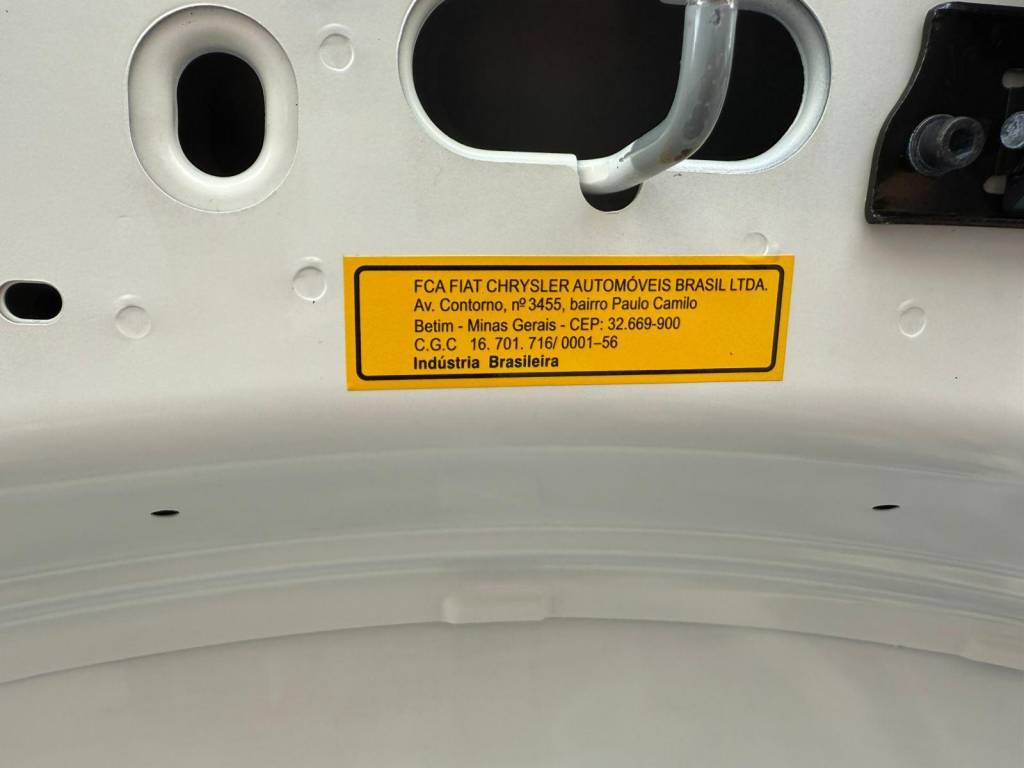 FCA FIAT CHRYSLER AUTOMÓVEIS BRASIL LTDA.
Av. Contorno, nº 3455, bairro Paulo Camilo
Betim - Minas Gerais - CEP: 32.669-900
C.G.C 16. 701. 716/ 0001–56
Indústria Brasileira